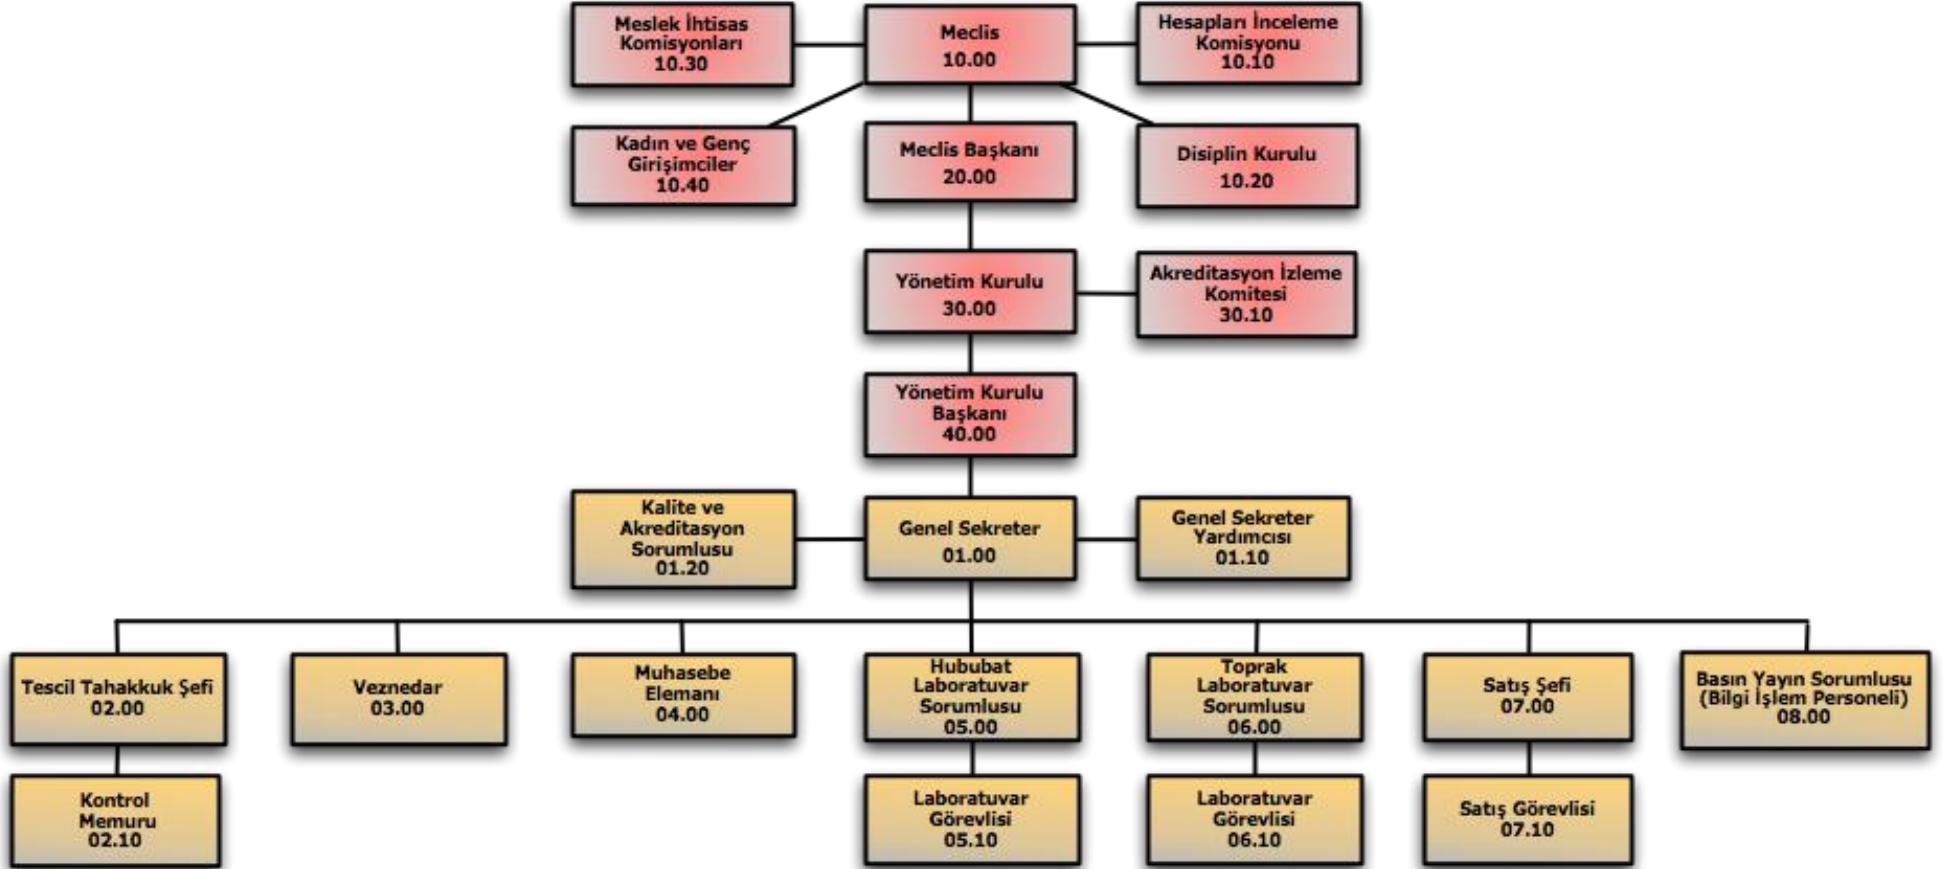 Meslek İhtisas
Komisyonları
10.30
Meclis
10.00
Hesapları İnceleme
Komisyonu
10.10
Kadın ve Genç
Girişimciler
10.40
Meclis Başkanı
20.00
Disiplin Kurulu
10.20
Yönetim Kurulu
30.00
Akreditasyon İzleme
Komitesi
30.10
Yönetim Kurulu
Başkanı
40.00
Kalite ve
Akreditasyon
Sorumlusu
01.20
Genel Sekreter
01.00
Genel Sekreter
Yardımcısı
01.10
Tescil Tahakkuk Şefi
02.00
Veznedar
03.00
Muhasebe
Elemanı
04.00
Hububat
Laboratuvar
Sorumlusu
05.00
Toprak
Laboratuvar
Sorumlusu
06.00
Satış Şefi
07.00
Basın Yayın Sorumlusu
(Bilgi İşlem Personeli)
08.00
Kontrol
Memuru
02.10
Laboratuvar
Görevlisi
05.10
Laboratuvar
Görevlisi
06.10
Satış Görevlisi
07.10